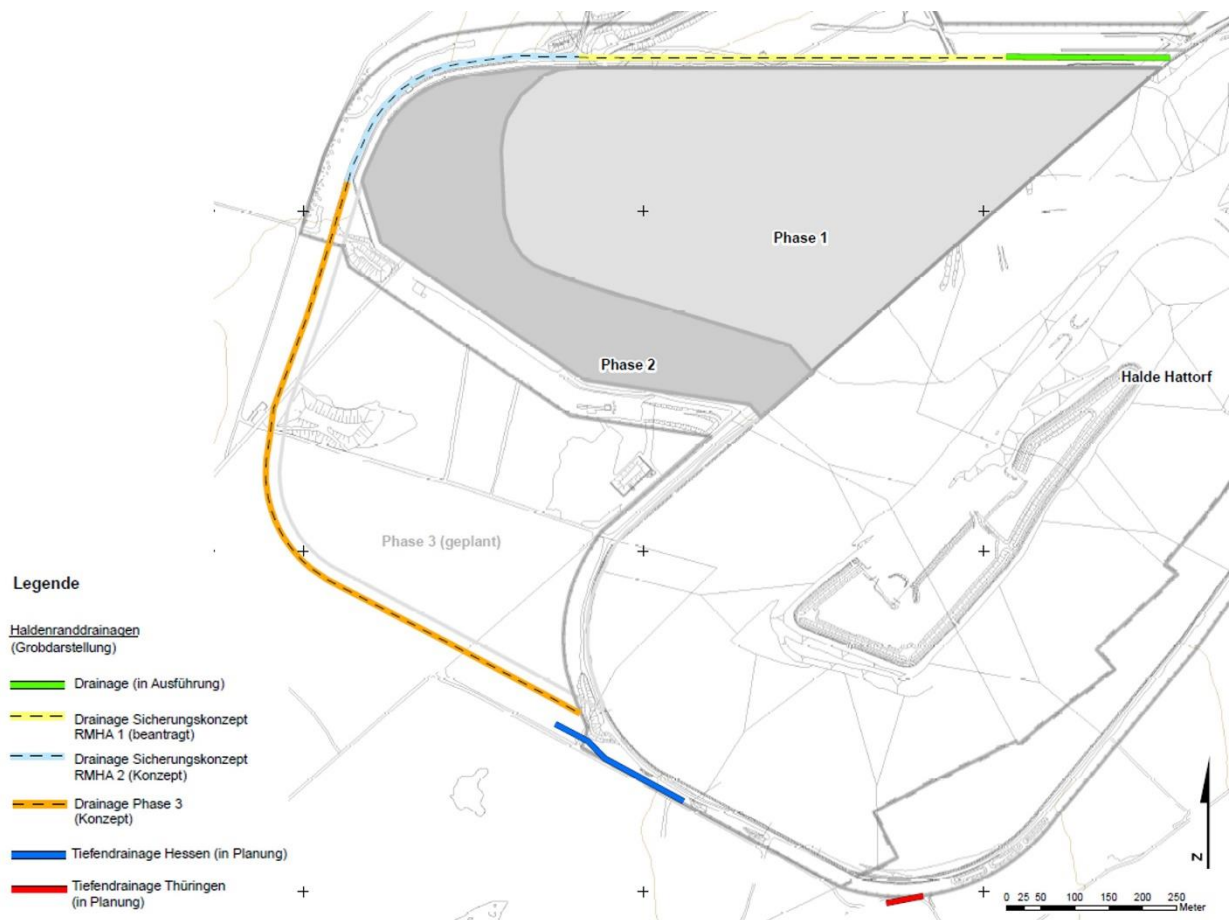 Phase 1
Phase 2
Halde Hattorf
Phase 3 (geplant)
Legende
Haldenranddrainagen
(Grobdarstellung)
Drainage (in Ausführung)
Drainage Sicherungskonzept
RMHA 1 (beantragt)
Drainage Sicherungskonzept
RMHA 2 (Konzept)
Drainage Phase 3
(Konzept)
Tiefendrainage Hessen (in Planung)
Tiefendrainage Thüringen
(in Planung)
N
0 25 50 100 150 200 250
Meter